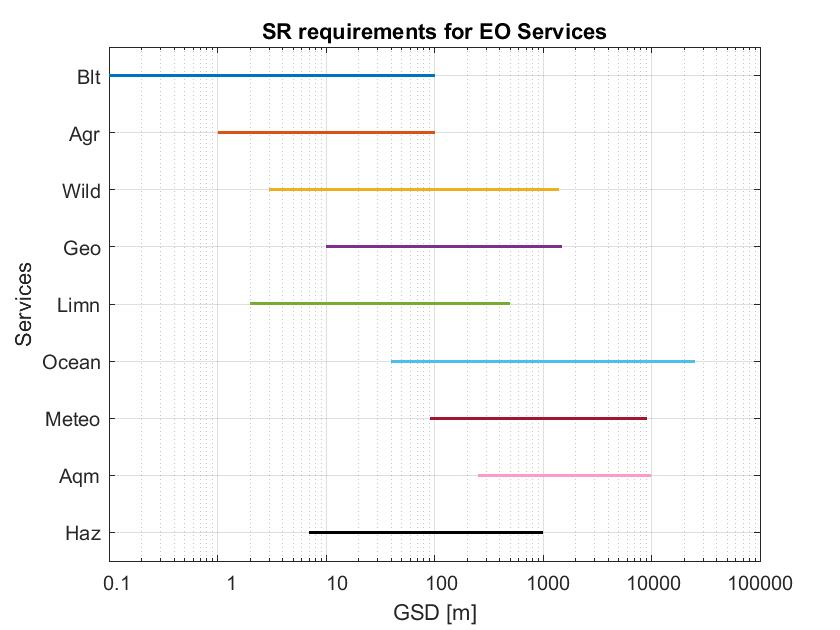 SR requirements for EO Services
Blt
Agr
Wild
Geo
Limn
Ocean
Meteo
Aqm
Haz
Services
0.1 1 10 100 1000 10000 100000
GSD [m]